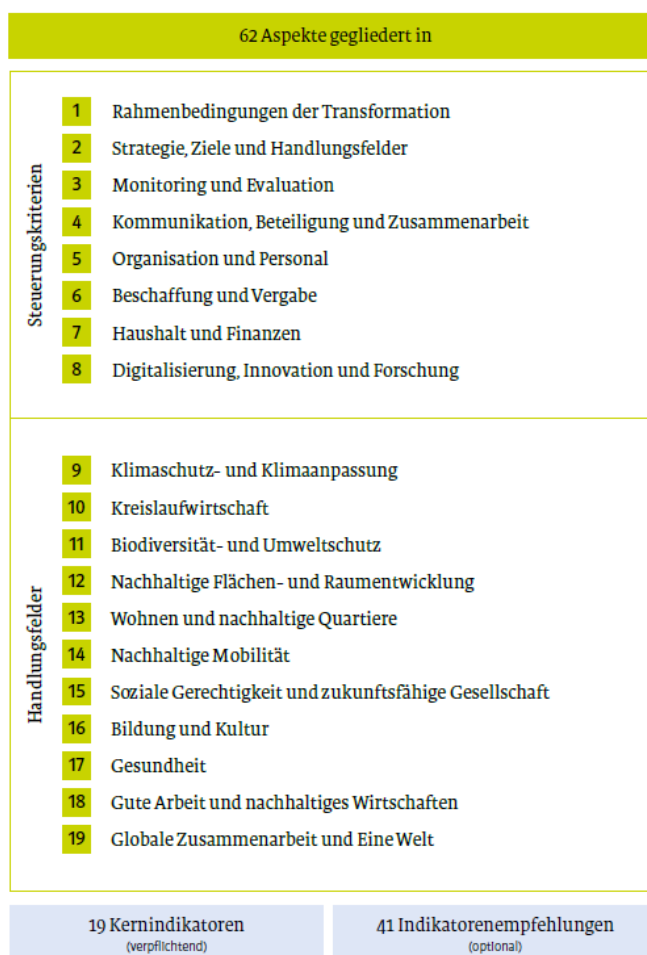 62 Aspekte gegliedert in
Steuerungskriterien
1 Rahmenbedingungen der Transformation
2 Strategie, Ziele und Handlungsfelder
3 Monitoring und Evaluation
4 Kommunikation, Beteiligung und Zusammenarbeit
5 Organisation und Personal
6 Beschaffung und Vergabe
7 Haushalt und Finanzen
8 Digitalisierung, Innovation und Forschung
Handlungsfelder
9 Klimaschutz- und Klimaanpassung
10 Kreislaufwirtschaft
11 Biodiversität- und Umweltschutz
12 Nachhaltige Flächen- und Raumentwicklung
13 Wohnen und nachhaltige Quartiere
14 Nachhaltige Mobilität
15 Soziale Gerechtigkeit und zukunftsfähige Gesellschaft
16 Bildung und Kultur
17 Gesundheit
18 Gute Arbeit und nachhaltiges Wirtschaften
19 Globale Zusammenarbeit und Eine Welt
19 Kernindikatoren
(verpflichtend)
41 Indikatorenempfehlungen
(optional)